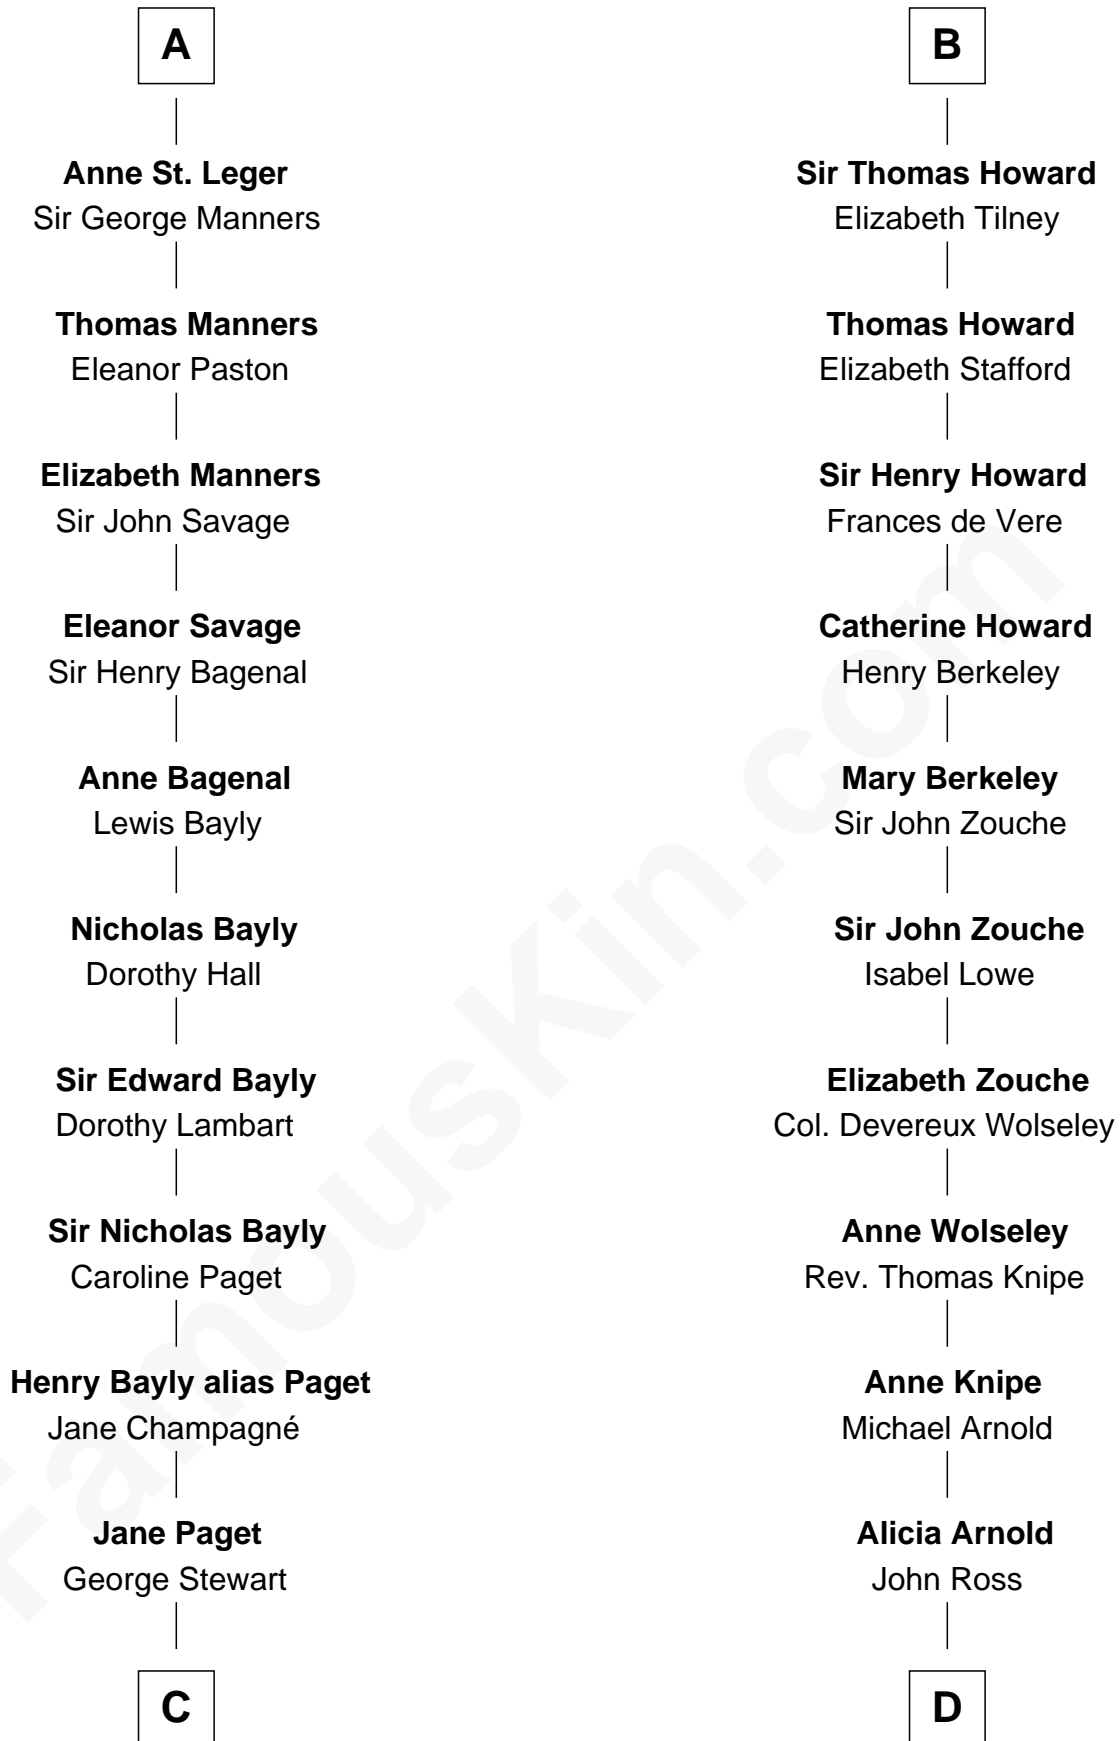 A
Anne St. Leger
Sir George Manners
Thomas Manners
Eleanor Paston
Elizabeth Manners
Sir John Savage
Eleanor Savage
Sir Henry Bagenal
Anne Bagenal
Lewis Bayly
Nicholas Bayly
Dorothy Hall
Sir Edward Bayly
Dorothy Lambart
Sir Nicholas Bayly
Caroline Paget
Henry Bayly alias Paget
Jane Champagné
Jane Paget
George Stewart
C
B
Sir Thomas Howard
Elizabeth Tilney
Thomas Howard
Elizabeth Stafford
Sir Henry Howard
Frances de Vere
Catherine Howard
Henry Berkeley
Mary Berkeley
Sir John Zouche
Sir John Zouche
Isabel Lowe
Elizabeth Zouche
Col. Devereux Wolseley
Anne Wolseley
Rev. Thomas Knipe
Anne Knipe
Michael Arnold
Alicia Arnold
John Ross
D
FamousKin.com